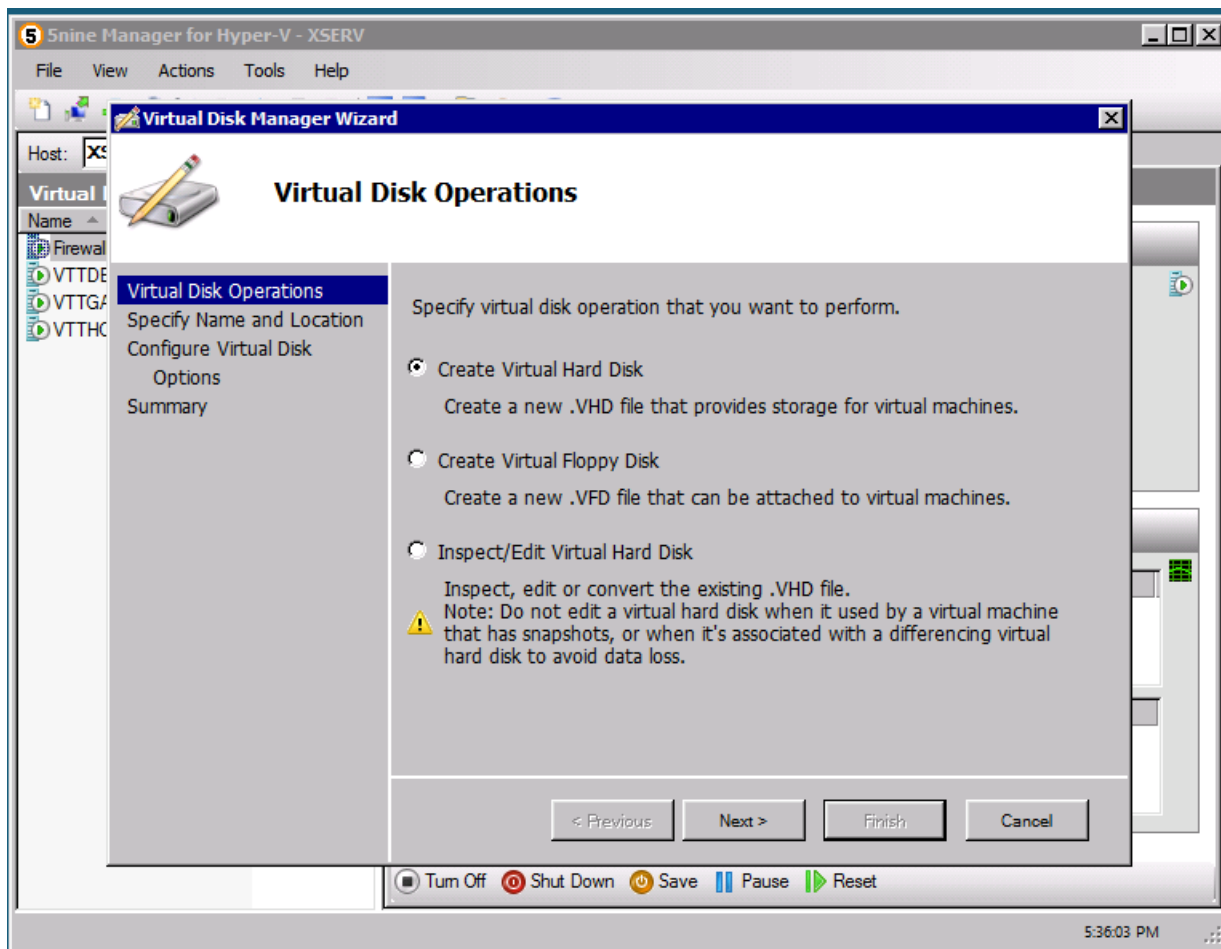 5nine Manager for Hyper-V - XSERV
File View Actions Tools Help
Virtual Disk Manager Wizard
Host: XS
Virtual Disk Operations
Virtual
Name
Firewal
VTTDE
VTTGA
VTTHC
Virtual Disk Operations
Specify Name and Location
Configure Virtual Disk
Options
Summary
Specify virtual disk operation that you want to perform.
Create Virtual Hard Disk
Create a new .VHD file that provides storage for virtual machines.
Create Virtual Floppy Disk
Create a new .VFD file that can be attached to virtual machines.
Inspect/Edit Virtual Hard Disk
Inspect, edit or convert the existing .VHD file.
Note: Do not edit a virtual hard disk when it used by a virtual machine
that has snapshots, or when it's associated with a differencing virtual
hard disk to avoid data loss.
< Previous Next > Finish Cancel
Turn Off Shut Down Save Pause Reset
5:36:03 PM